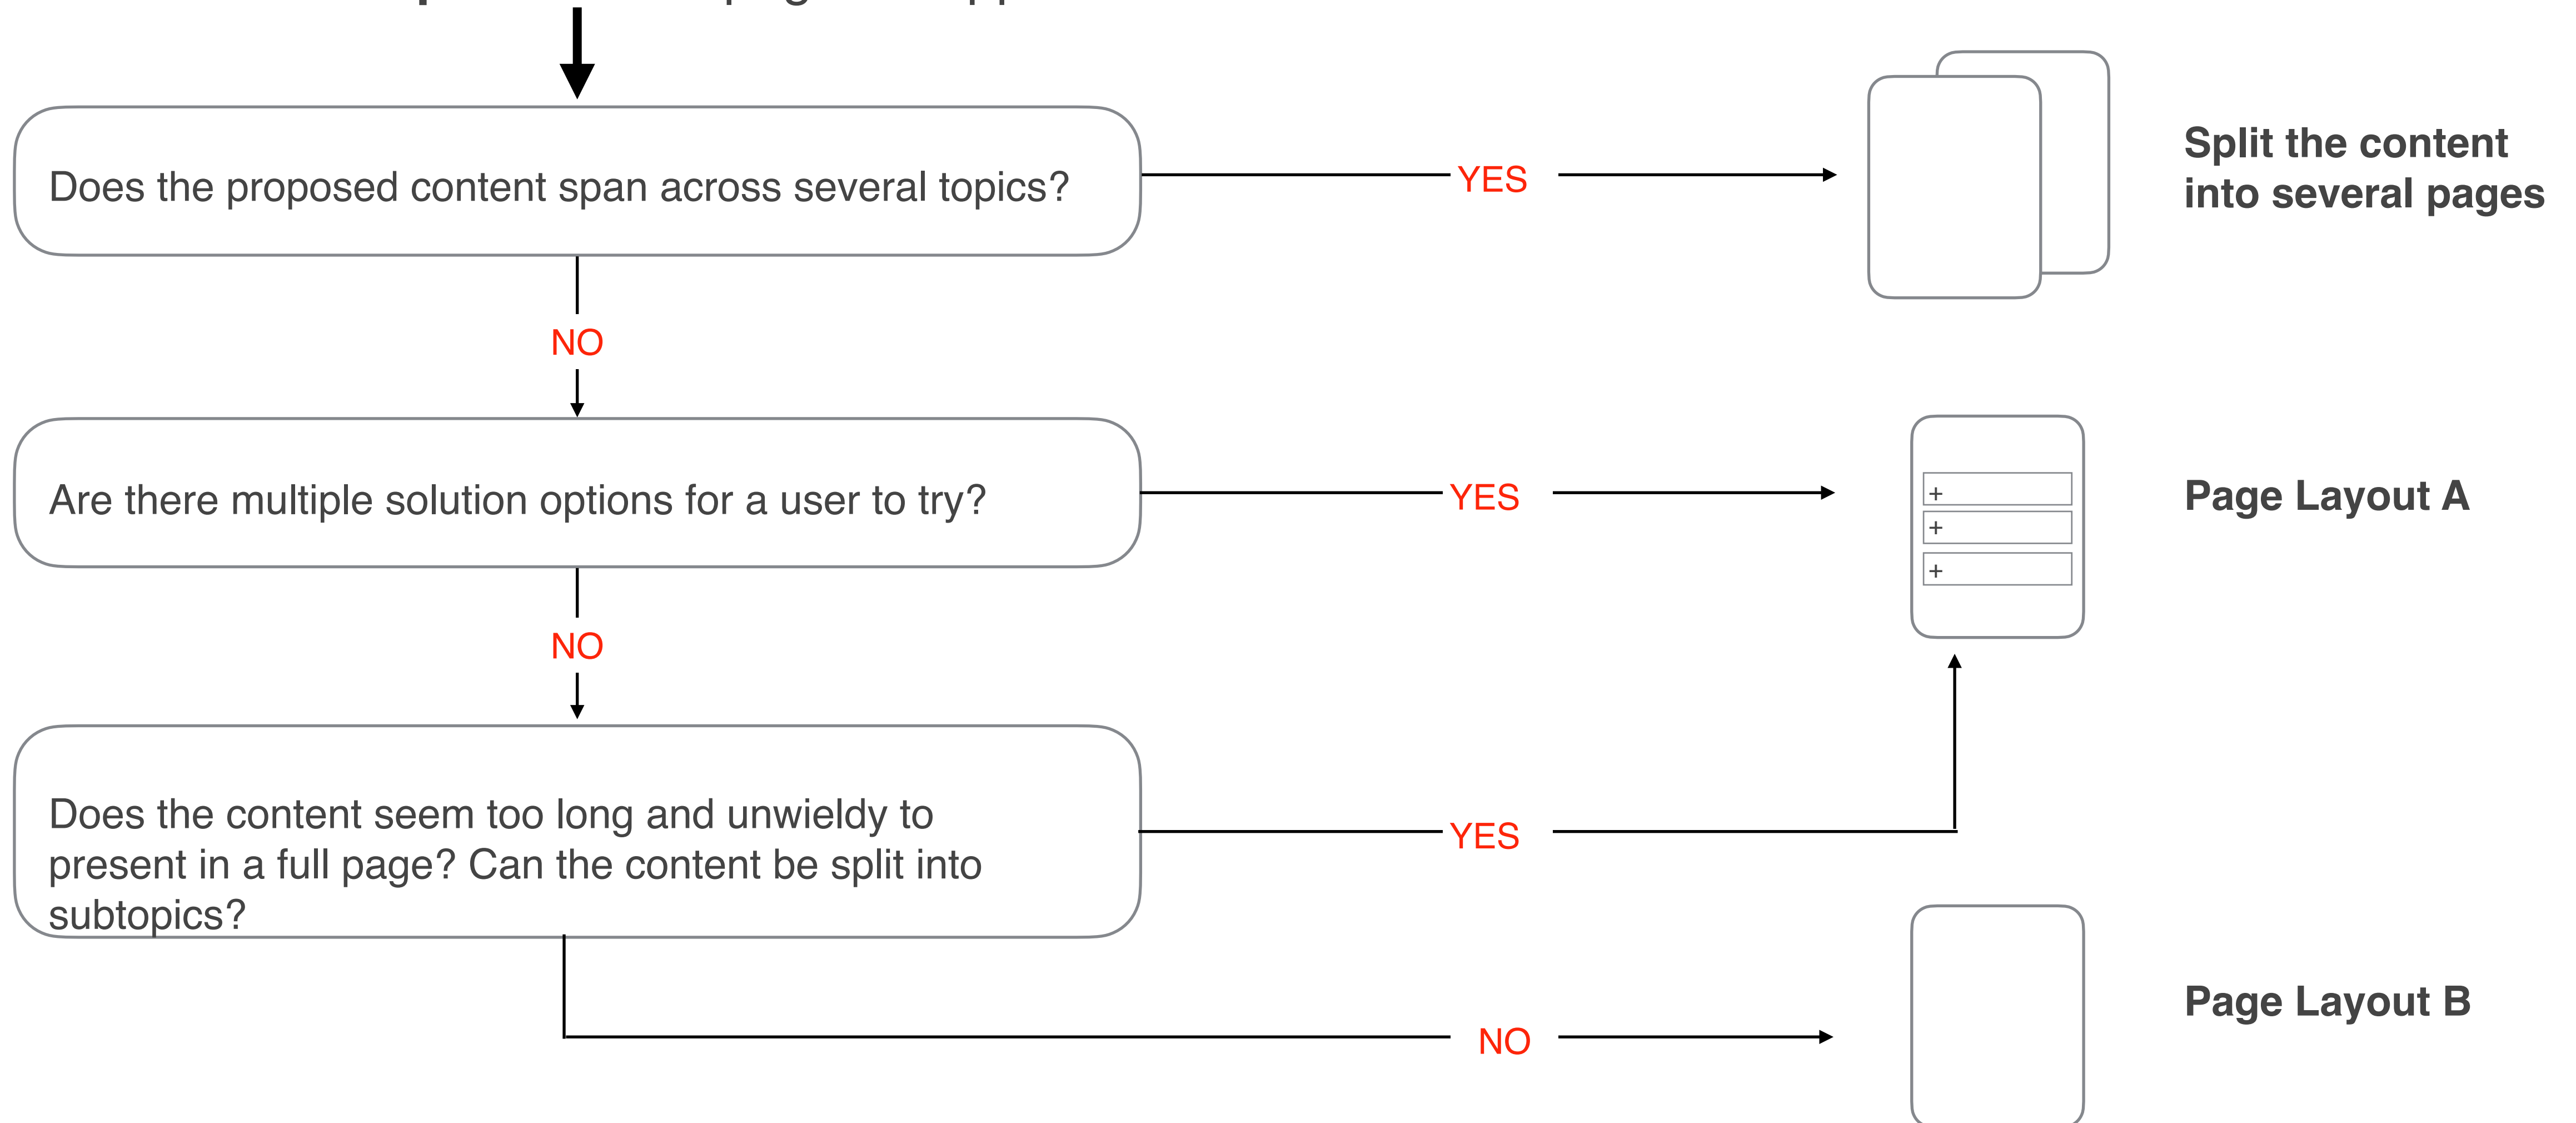 Does the proposed content span across several topics?
YES
Split the content
into several pages
NO
Are there multiple solution options for a user to try?
YES
+
+
+
Page Layout A
NO
Does the content seem too long and unwieldy to
present in a full page? Can the content be split into
subtopics?
YES
Page Layout B
NO